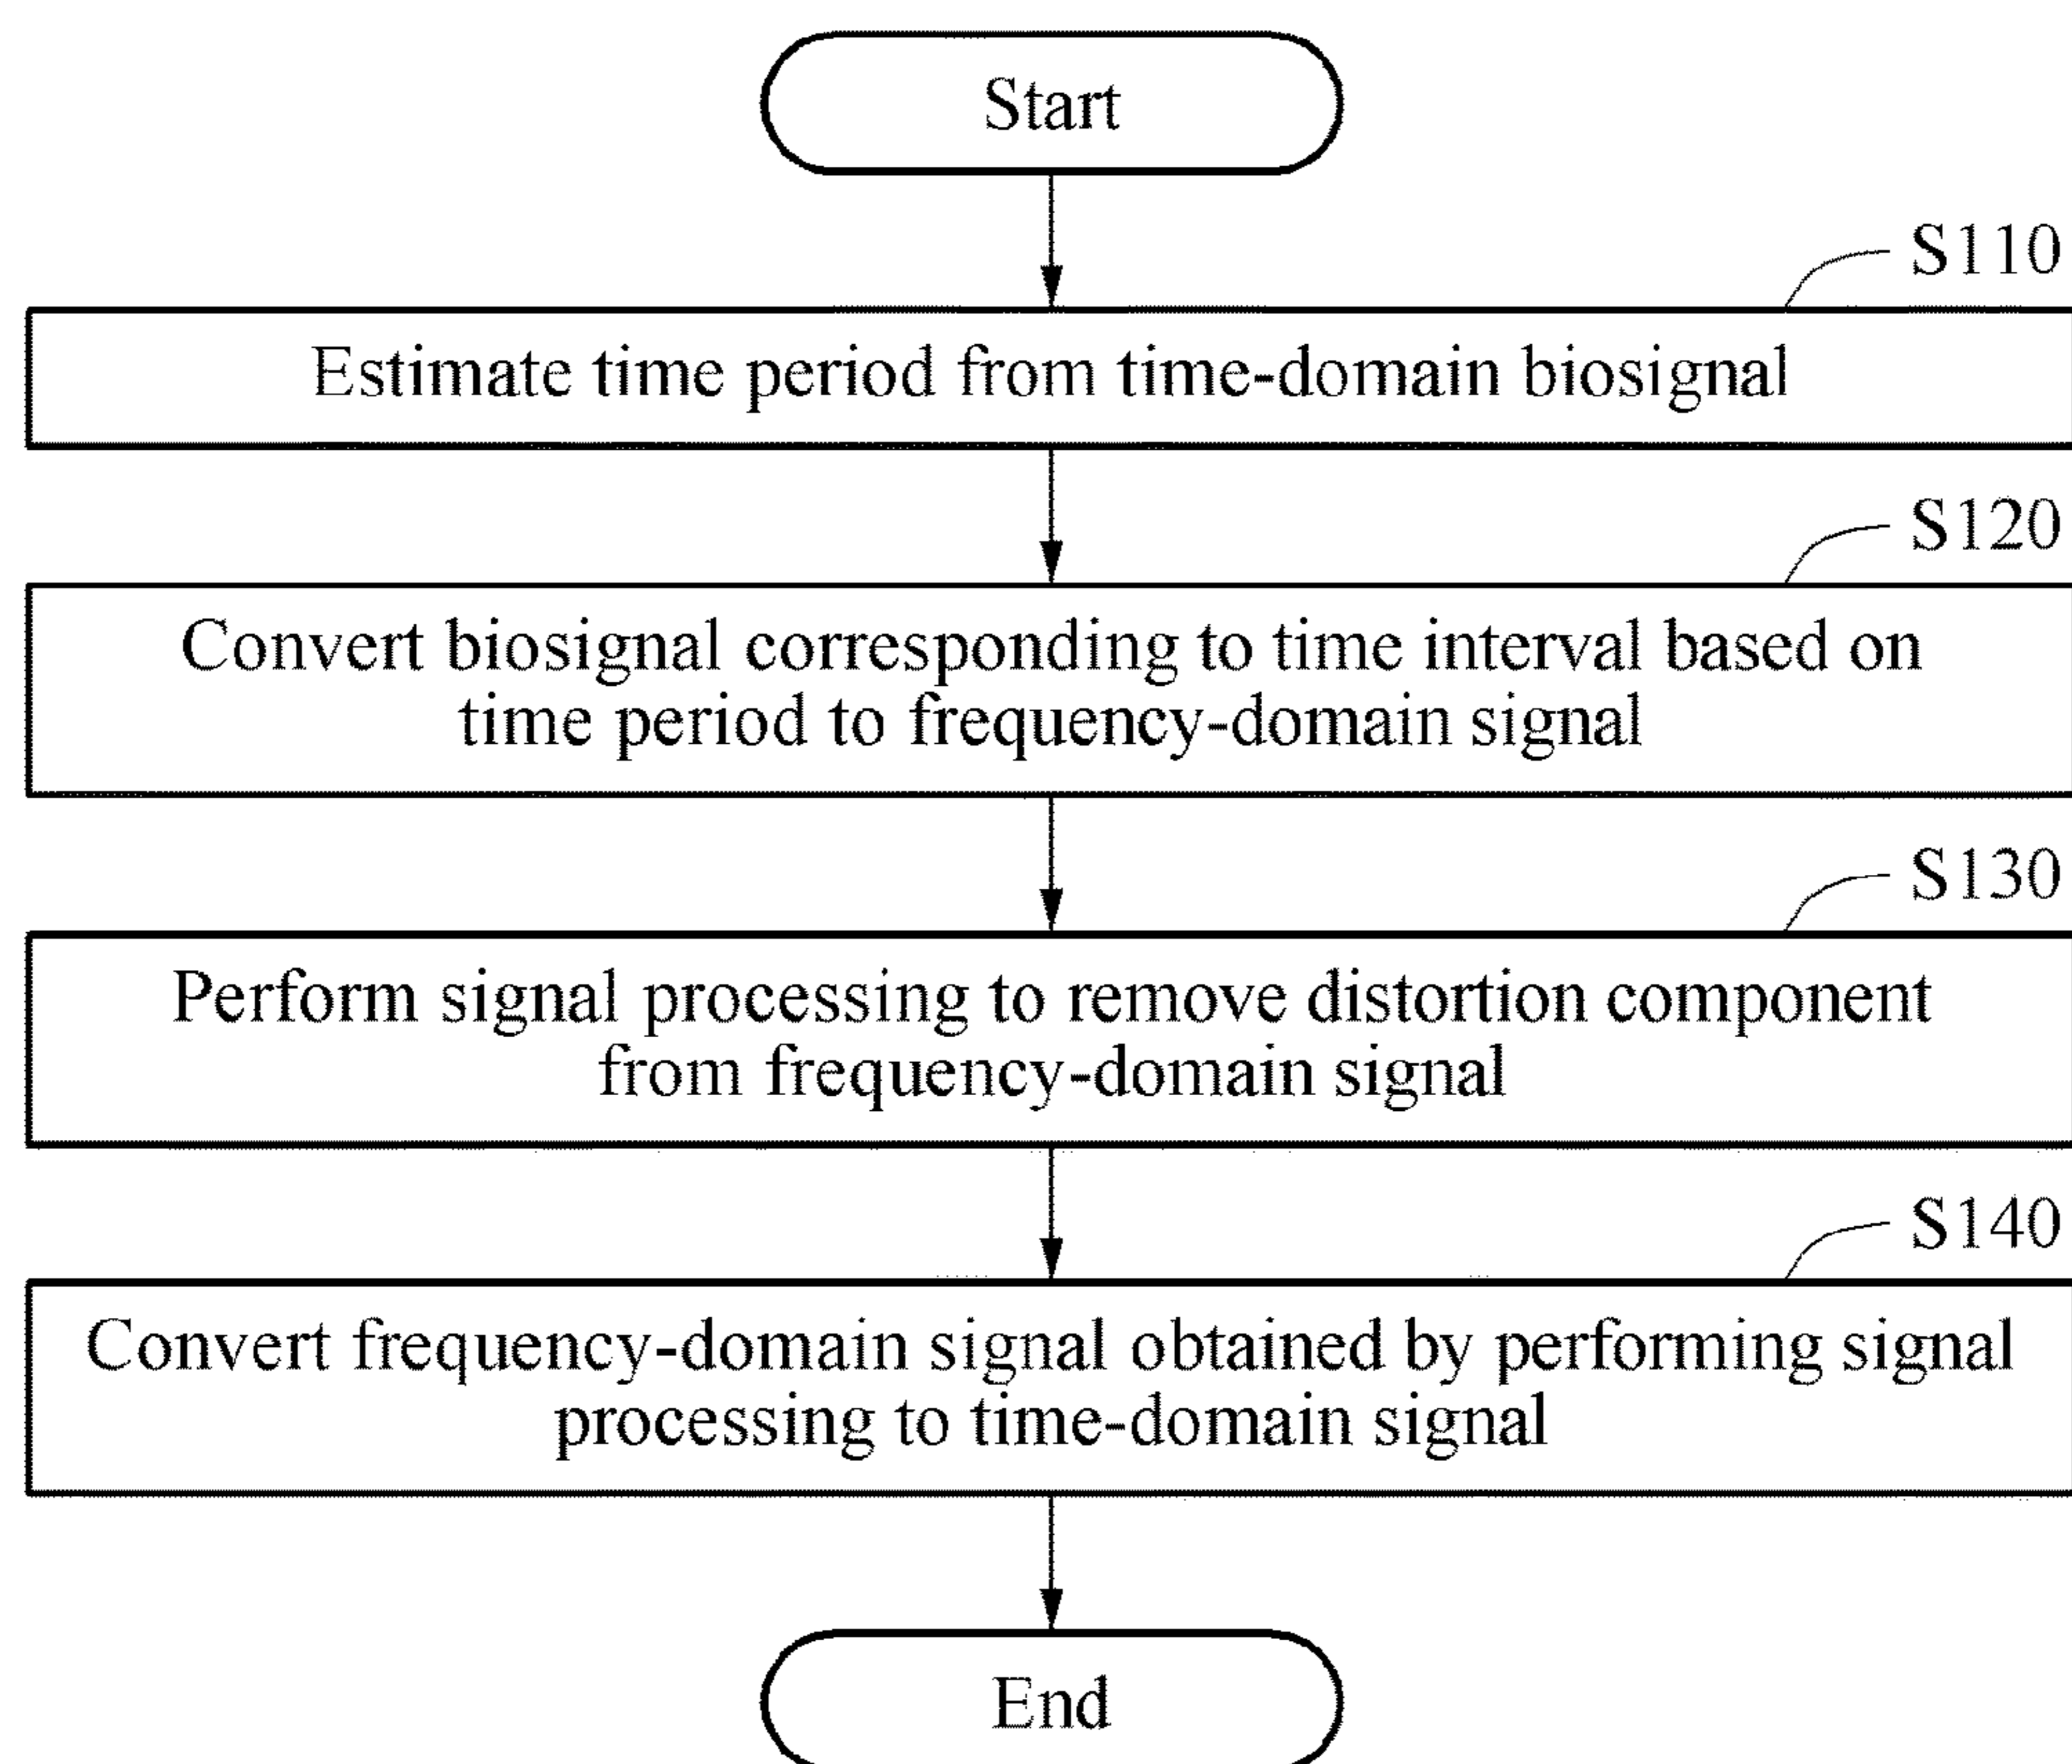 Start
S110
Estimate time period from time-domain biosignal
S120
Convert biosignal corresponding to time interval based on
time period to frequency-domain signal
S130
Perform signal processing to remove distortion component
from frequency-domain signal
S140
Convert frequency-domain signal obtained by performing signal
processing to time-domain signal
End